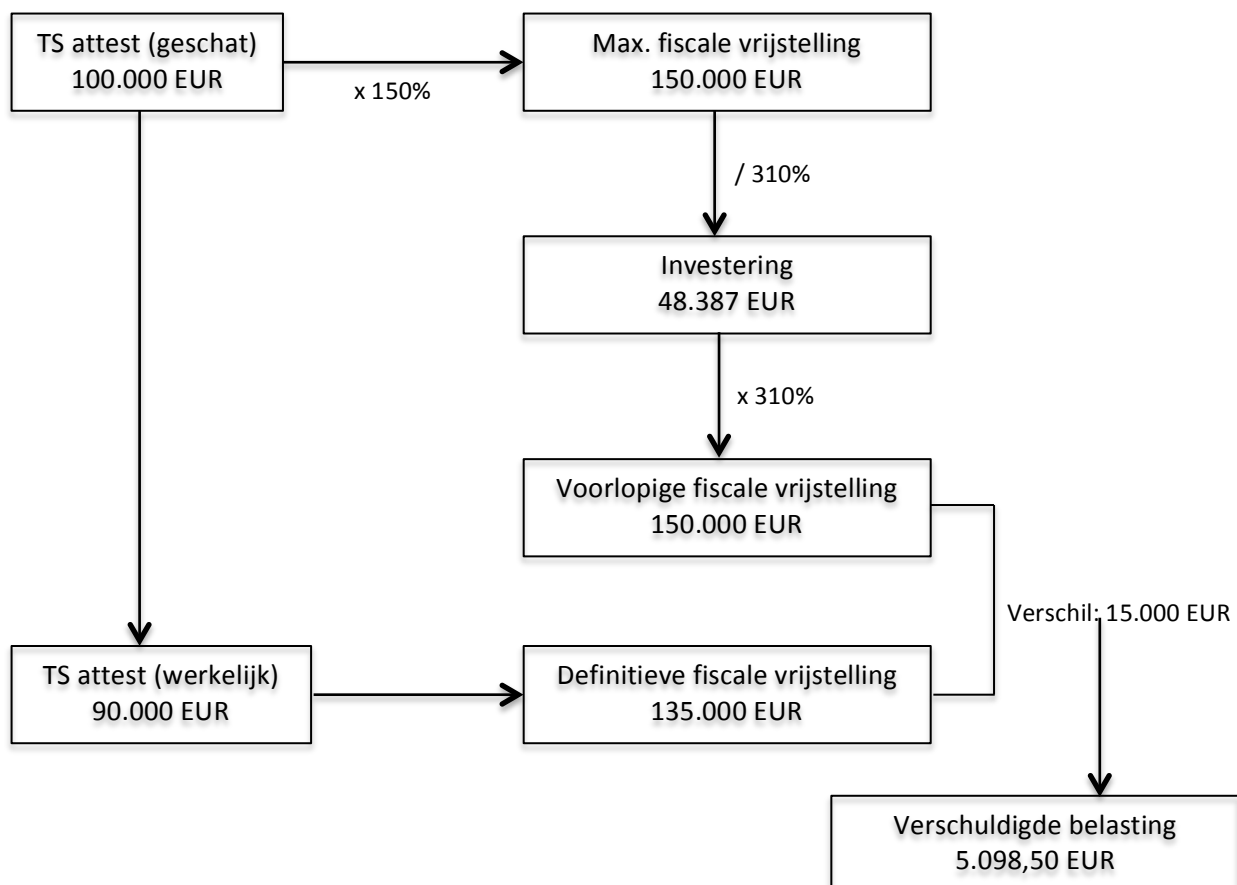 TS attest (geschat)
100.000 EUR
x 150%
Max. fiscale vrijstelling
150.000 EUR
/ 310%
Investering
48.387 EUR
x 310%
Voorlopige fiscale vrijstelling
150.000 EUR
Verschil: 15.000 EUR
TS attest (werkelijk)
90.000 EUR
Definitieve fiscale vrijstelling
135.000 EUR
Verschuldigde belasting
5.098,50 EUR